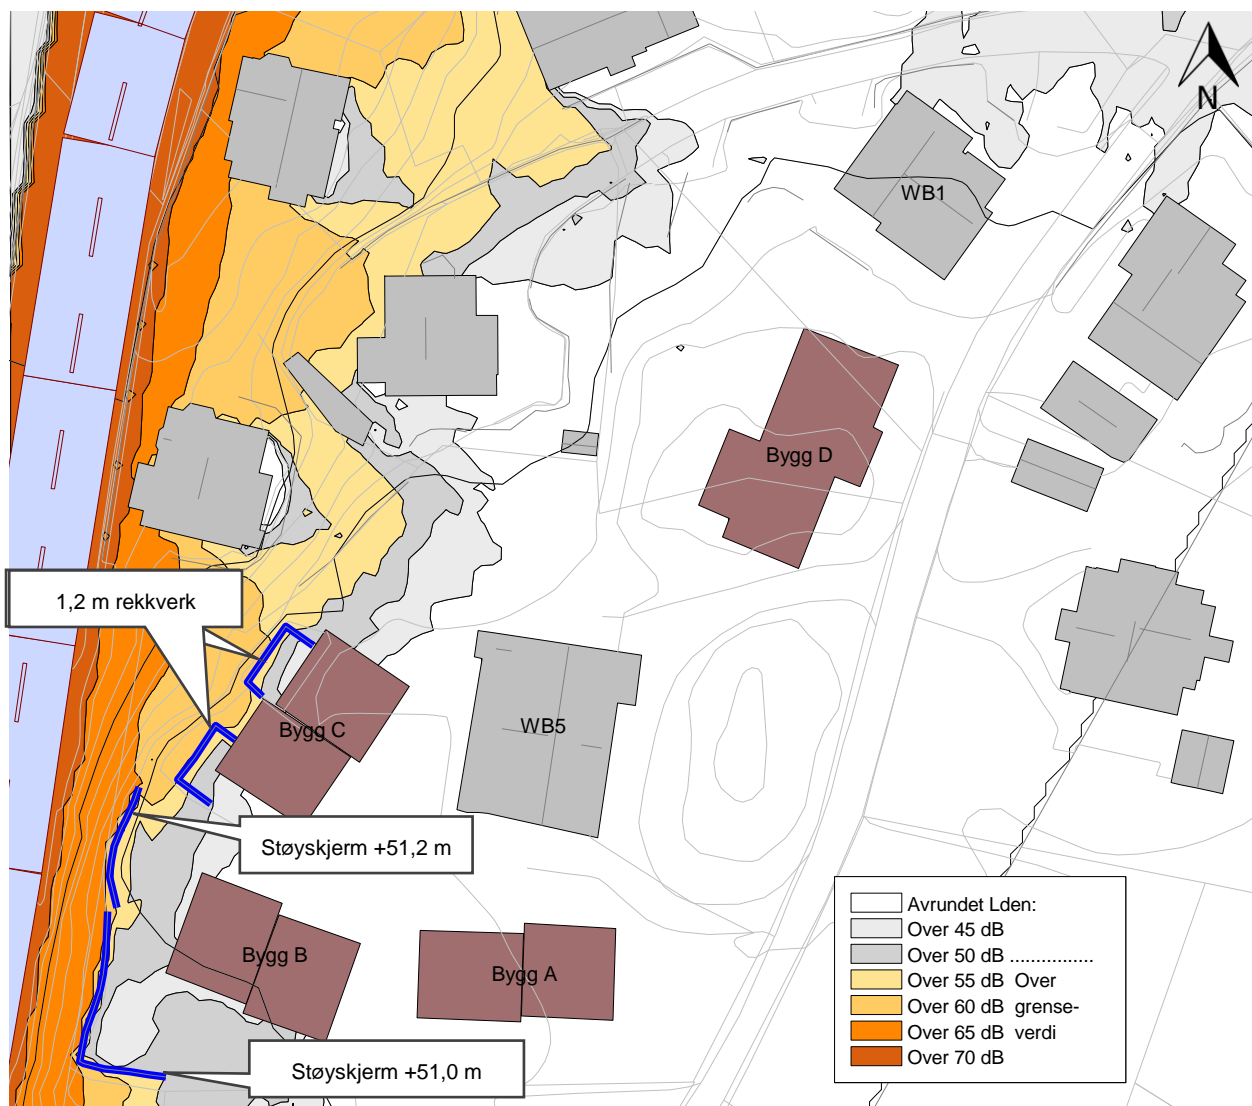 N
WB1
Bygg D
1,2 m rekkverk
Bygg C
WB5
Støyskjerm +51,2 m
Bygg B
Bygg A
Støyskjerm +51,0 m
Avrundet Lden:
Over 45 dB
Over 50 dB ................
Over 55 dB Over
Over 60 dB grense-
Over 65 dB verdi
Over 70 dB